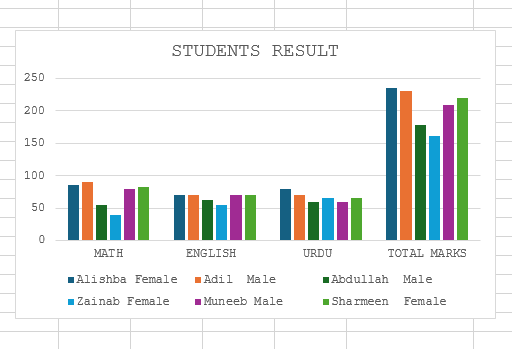 STUDENTS RESULT
250
200
150
100
50
0
MATH ENGLISH URDU TOTAL MARKS
Alishba Female Adil Male Abdullah Male
Zainab Female Muneeb Male Sharmeen Female